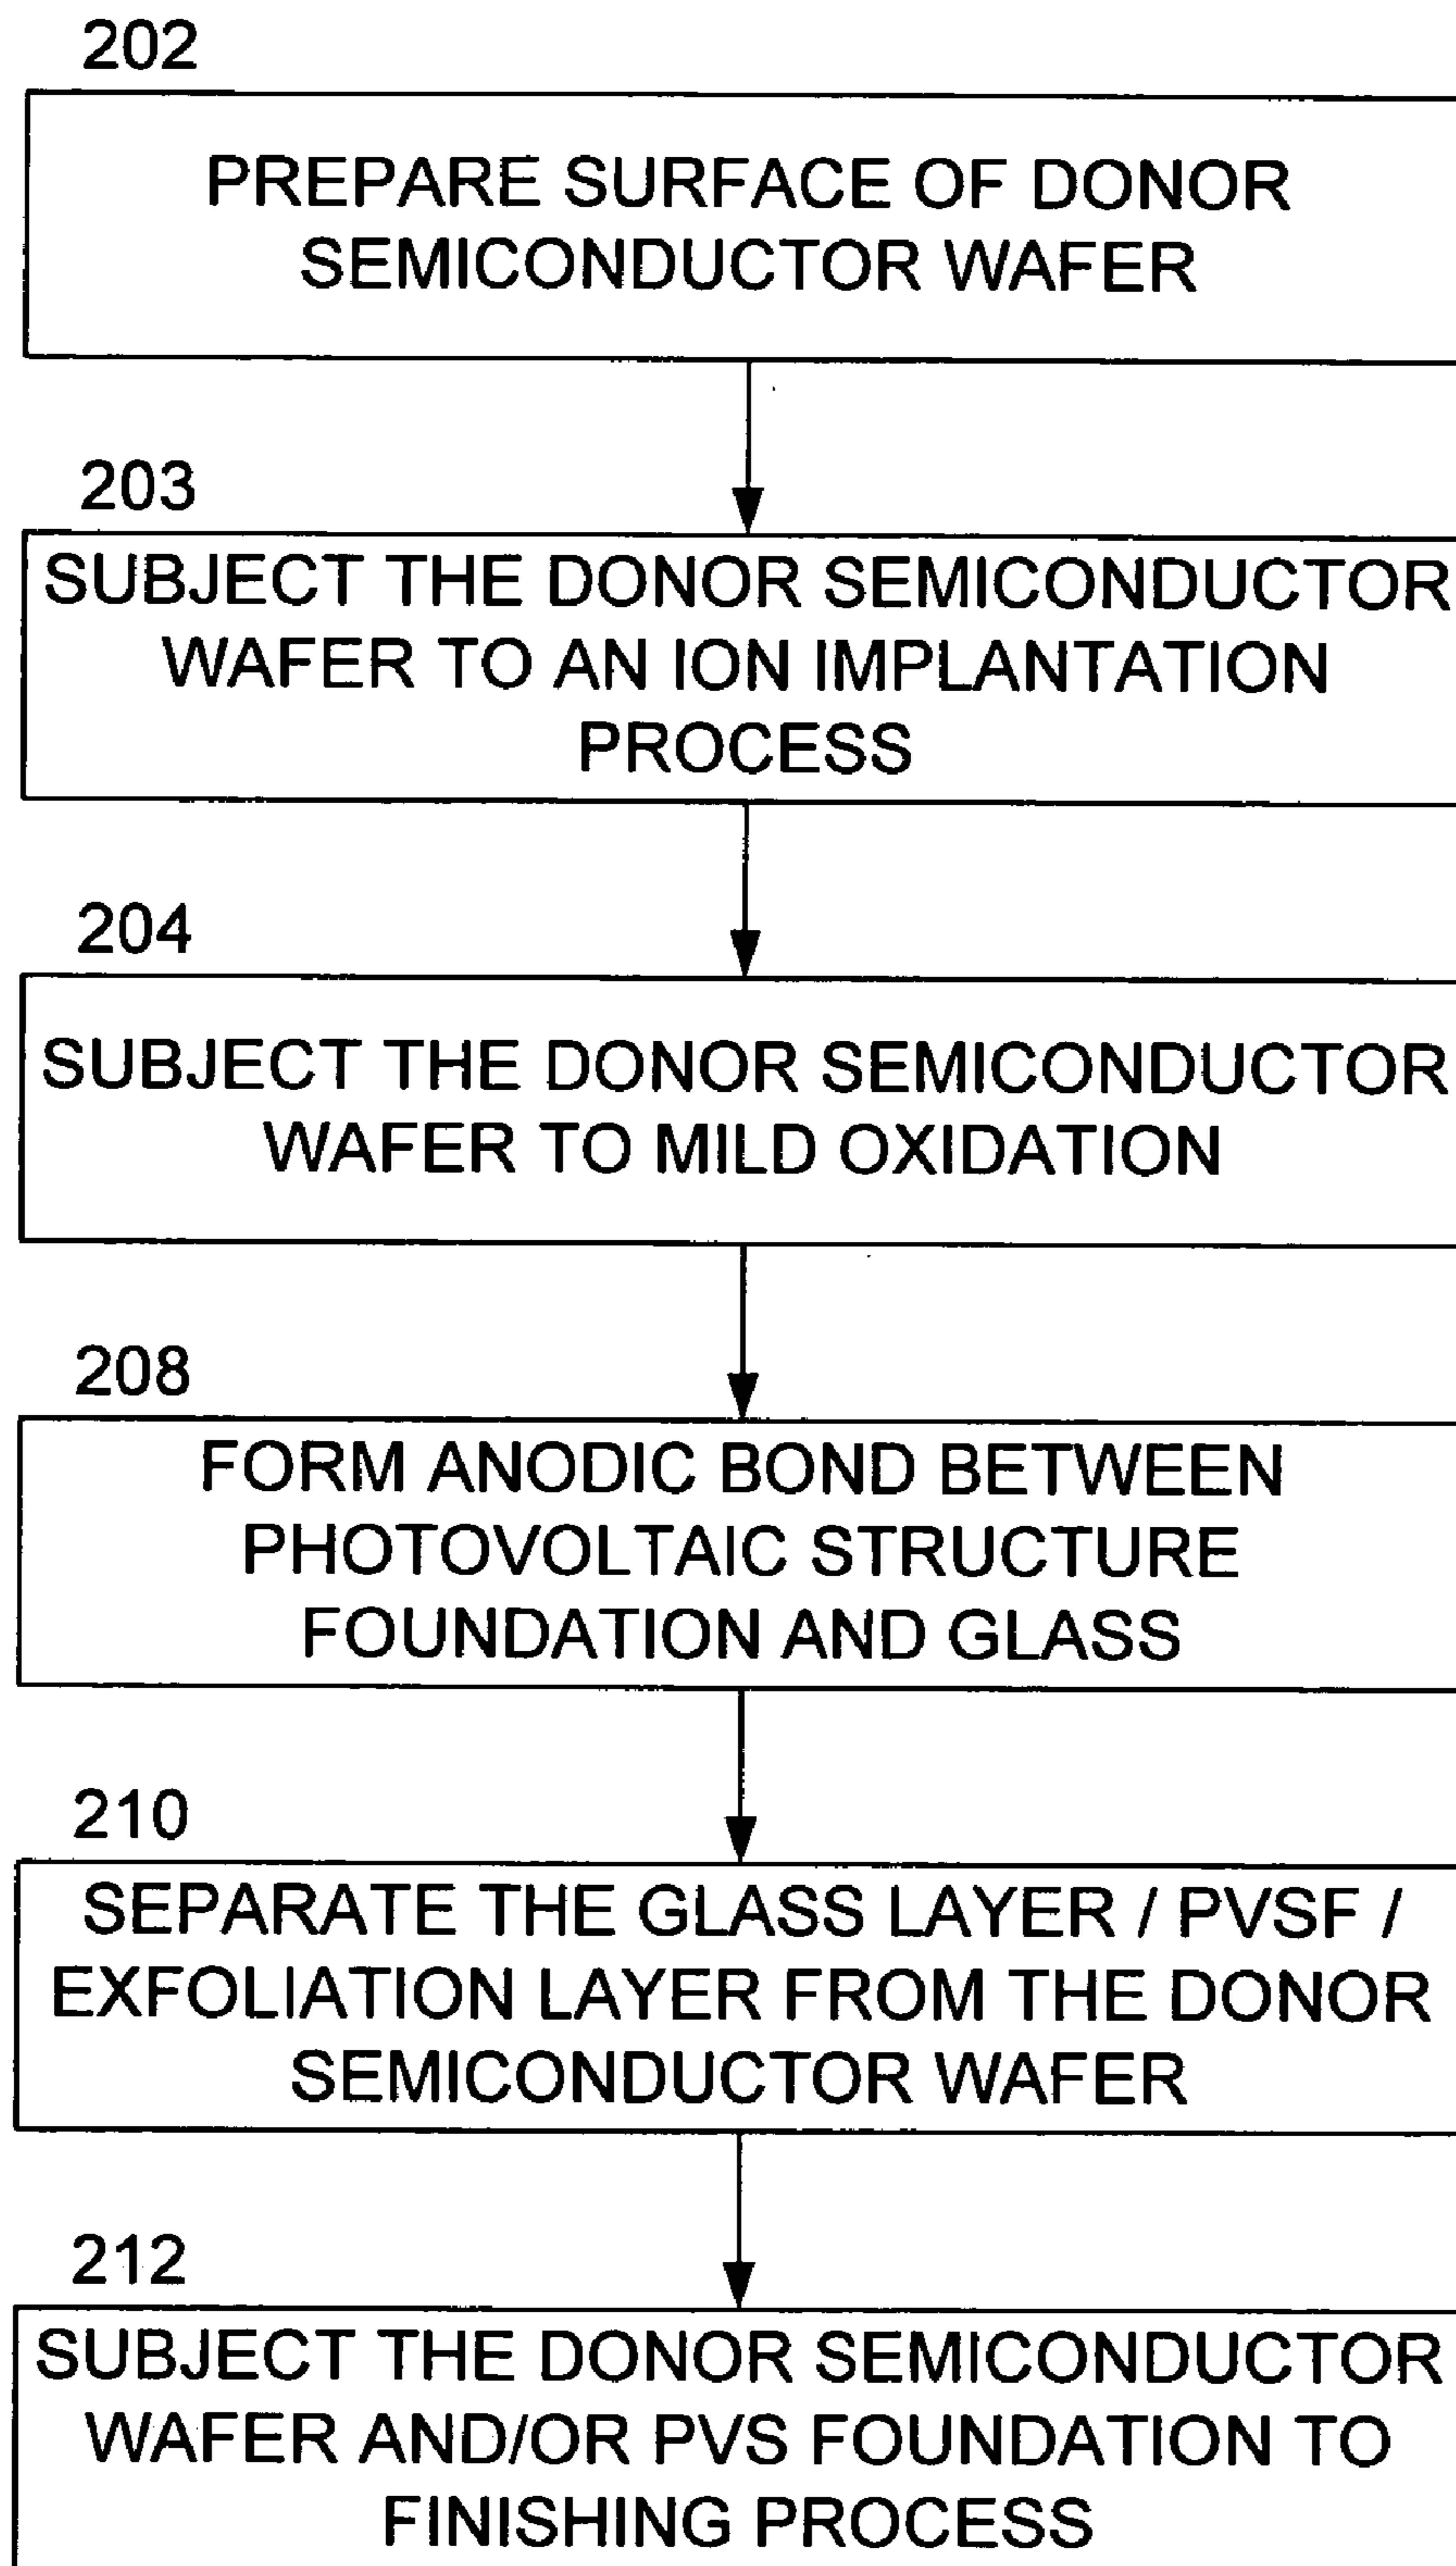 202
PREPARE SURFACE OF DONOR
SEMICONDUCTOR WAFER
203
SUBJECT THE DONOR SEMICONDUCTOR
WAFER TO AN ION IMPLANTATION
PROCESS
204
SUBJECT THE DONOR SEMICONDUCTOR
WAFER TO MILD OXIDATION
208
FORM ANODIC BOND BETWEEN
PHOTOVOLTAIC STRUCTURE
FOUNDATION AND GLASS
210
SEPARATE THE GLASS LAYER / PVSF /
EXFOLIATION LAYER FROM THE DONOR
SEMICONDUCTOR WAFER
212
SUBJECT THE DONOR SEMICONDUCTOR
WAFER AND/OR PVS FOUNDATION TO
FINISHING PROCESS